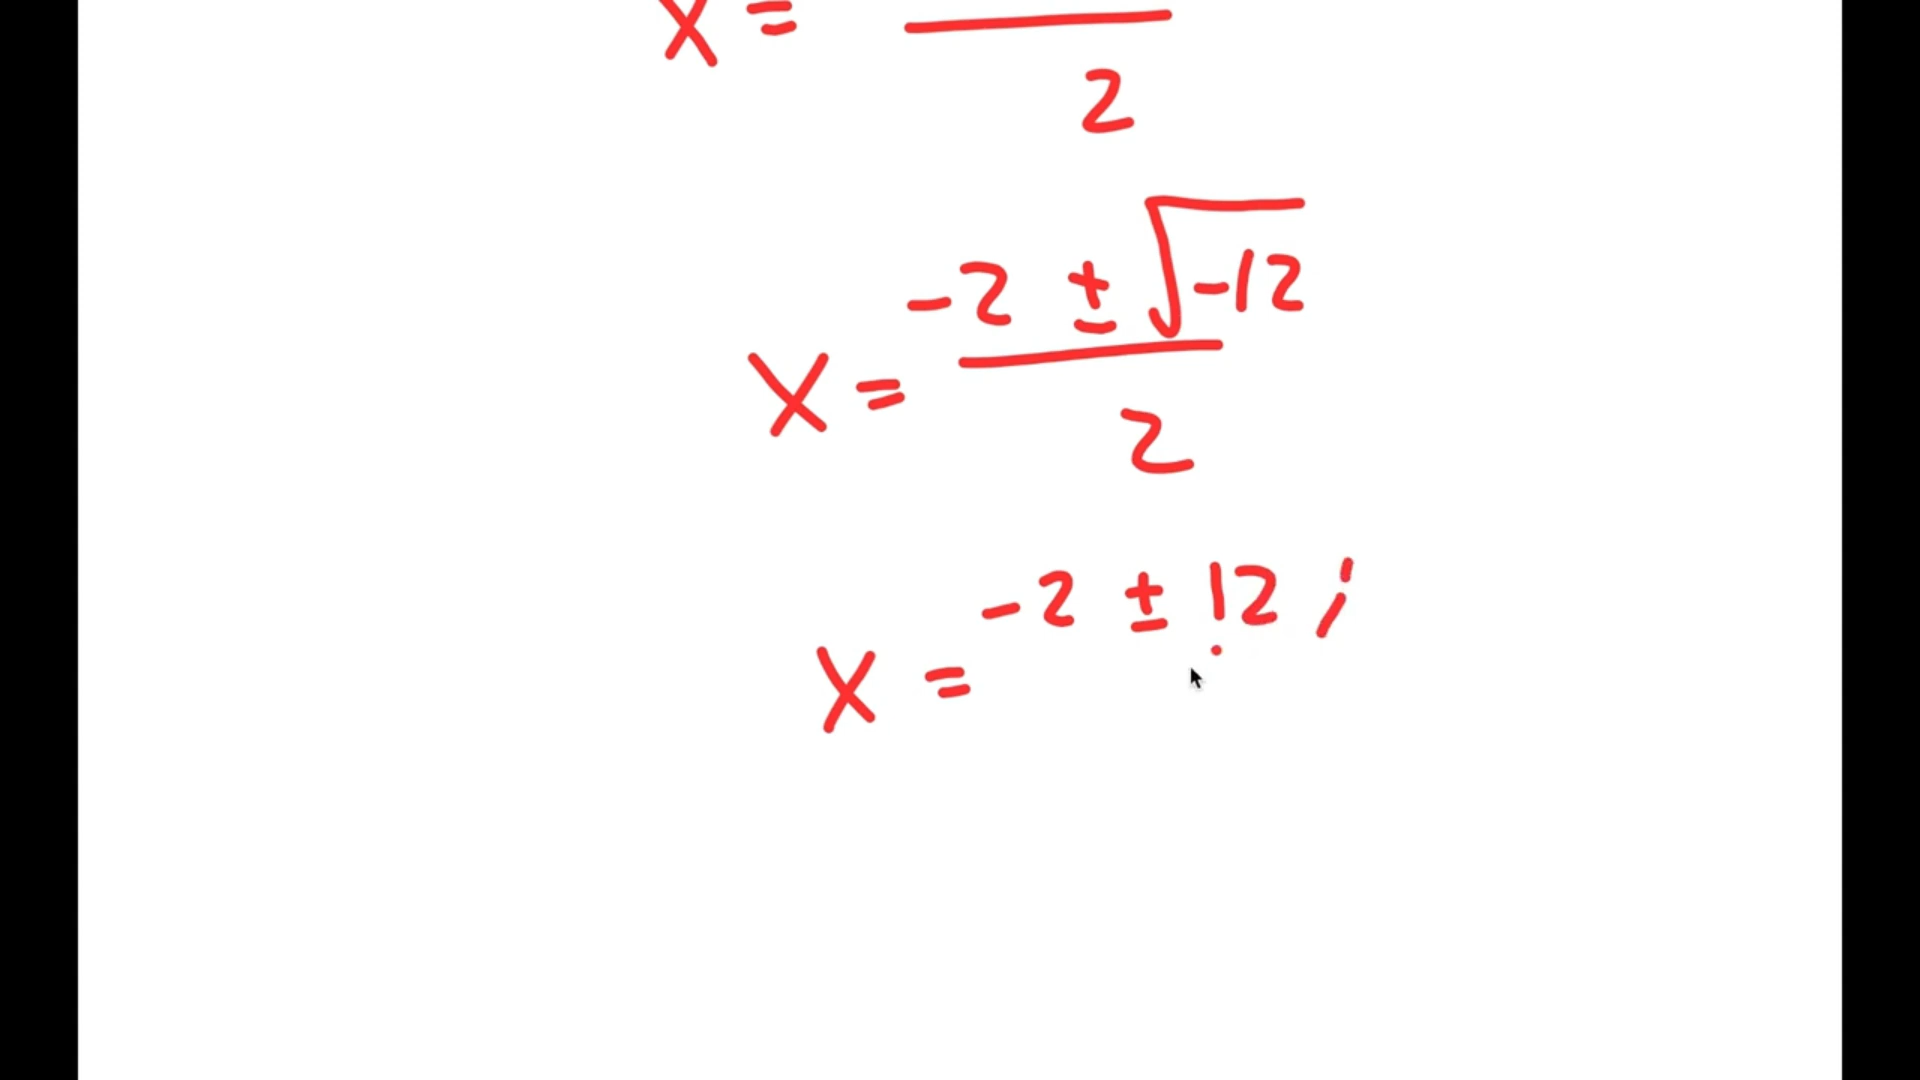 x =
2
-2 ± √-12
x =
2
-2 ± 12 i
x =